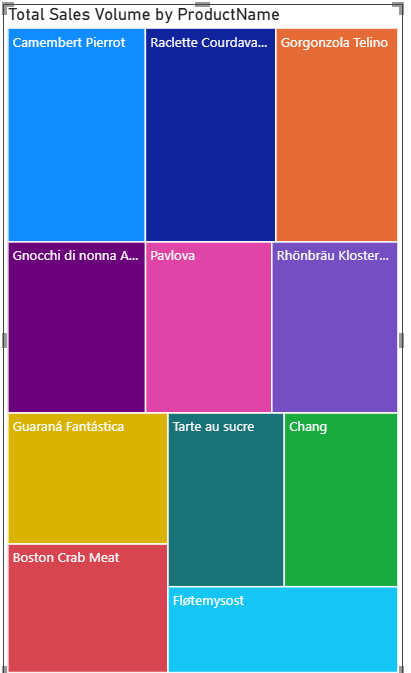 Total Sales Volume by ProductName
Camembert Pierrot
Raclette Courdava...
Gorgonzola Telino
Gnocchi di nonna A...
Pavlova
Rhönbräu Kloster...
Guaraná Fantástica
Tarte au sucre
Chang
Boston Crab Meat
Fløtemysost